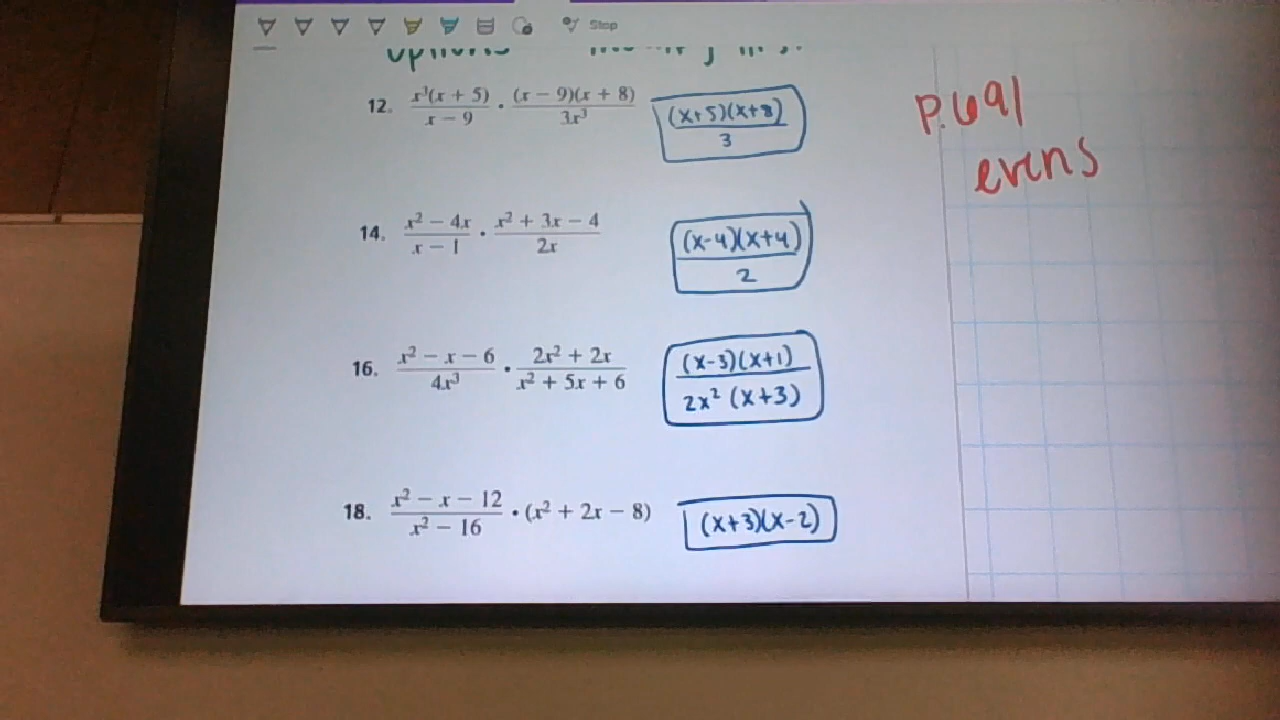 Stop
12. x³(x + 5)/x − 9 · (x − 9)(x + 8)/3x³ (x+5)(x+8)/3
p.691
evens
14. x² − 4x/x − 1 · x² + 3x − 4/2x (x-4)(x+4)/2
16. x² − x − 6/4x³ · 2x² + 2x/x² + 5x + 6 (x-3)(x+1)/2x² (x+3)
18. x² − x − 12/x² − 16 · (x² + 2x − 8) (x+3)(x-2)